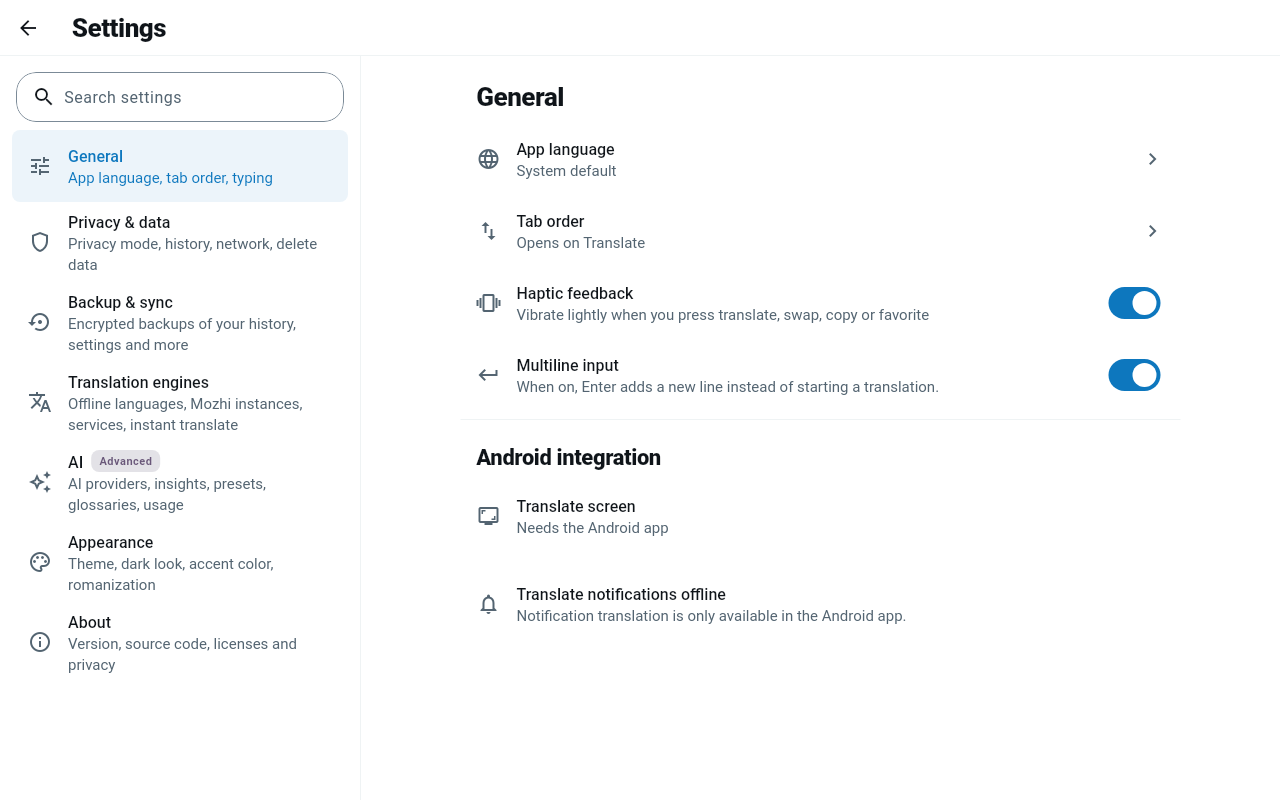 Settings
Search settings
General
App language, tab order, typing
Privacy & data
Privacy mode, history, network, delete
data
Backup & sync
Encrypted backups of your history,
settings and more
Translation engines
Offline languages, Mozhi instances,
services, instant translate
AI Advanced
AI providers, insights, presets,
glossaries, usage
Appearance
Theme, dark look, accent color,
romanization
About
Version, source code, licenses and
privacy
General
App language
System default
Tab order
Opens on Translate
Haptic feedback
Vibrate lightly when you press translate, swap, copy or favorite
Multiline input
When on, Enter adds a new line instead of starting a translation.
Android integration
Translate screen
Needs the Android app
Translate notifications offline
Notification translation is only available in the Android app.